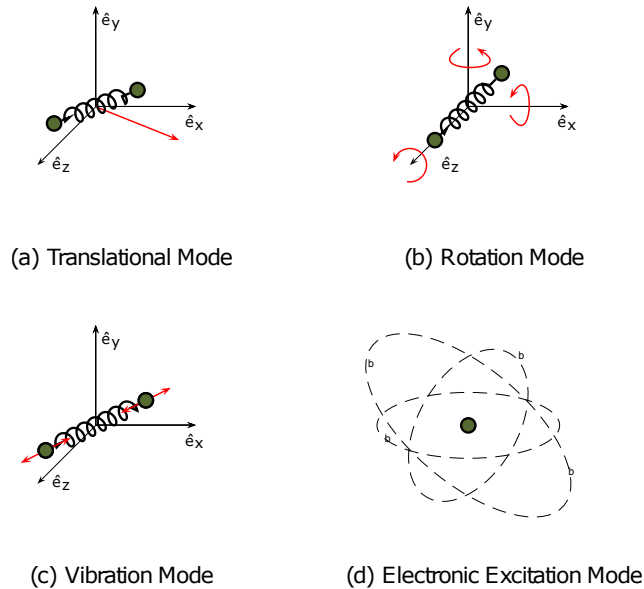 ê_y
ê_y
ê_x
ê_x
ê_z
ê_z
(a) Translational Mode
(b) Rotation Mode
ê_y
b
b
ê_x
b
b
ê_z
(c) Vibration Mode
(d) Electronic Excitation Mode